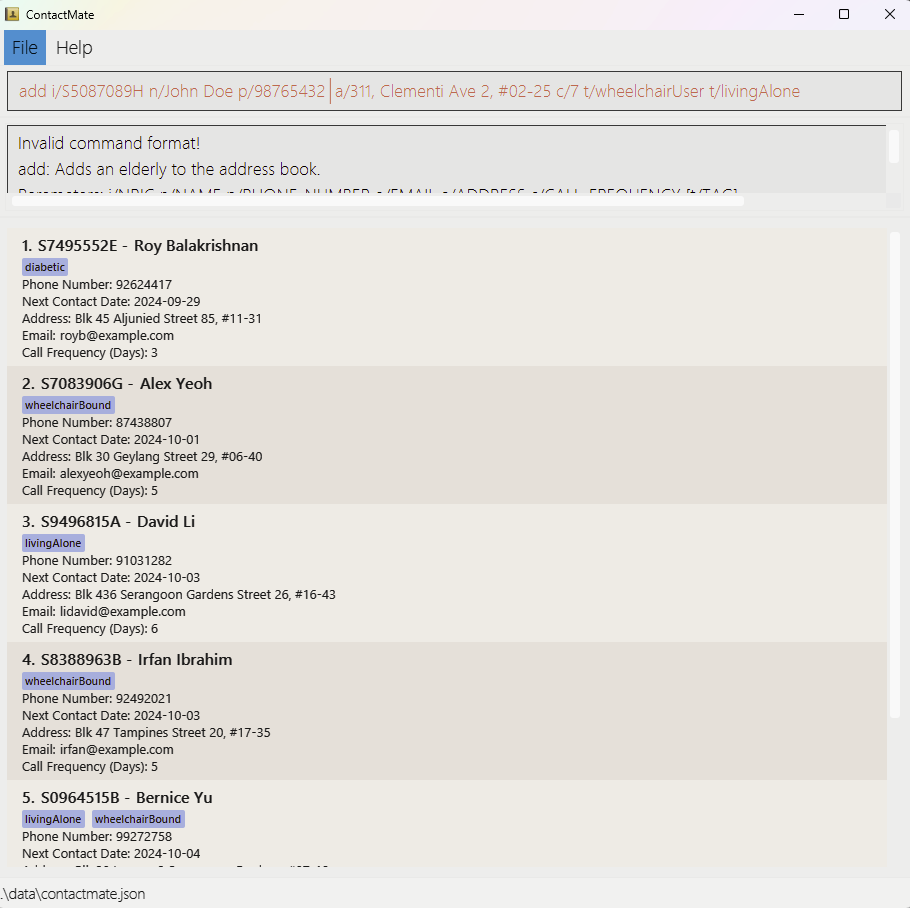 ContactMate
File Help
add i/S5087089H n/John Doe p/98765432 a/311, Clementi Ave 2, #02-25 c/7 t/wheelchairUser t/livingAlone
Invalid command format!
add: Adds an elderly to the address book.
Parameters: i/NRIC n/NAME p/PHONE_NUMBER e/EMAIL a/ADDRESS c/CALL_FREQUENCY [t/TAG]
1. S7495552E - Roy Balakrishnan
diabetic
Phone Number: 92624417
Next Contact Date: 2024-09-29
Address: Blk 45 Aljunied Street 85, #11-31
Email: royb@example.com
Call Frequency (Days): 3
2. S7083906G - Alex Yeoh
wheelchairBound
Phone Number: 87438807
Next Contact Date: 2024-10-01
Address: Blk 30 Geylang Street 29, #06-40
Email: alexyeoh@example.com
Call Frequency (Days): 5
3. S9496815A - David Li
livingAlone
Phone Number: 91031282
Next Contact Date: 2024-10-03
Address: Blk 436 Serangoon Gardens Street 26, #16-43
Email: lidavid@example.com
Call Frequency (Days): 6
4. S8388963B - Irfan Ibrahim
wheelchairBound
Phone Number: 92492021
Next Contact Date: 2024-10-03
Address: Blk 47 Tampines Street 20, #17-35
Email: irfan@example.com
Call Frequency (Days): 5
5. S0964515B - Bernice Yu
livingAlone wheelchairBound
Phone Number: 99272758
Next Contact Date: 2024-10-04
.\data\contactmate.json